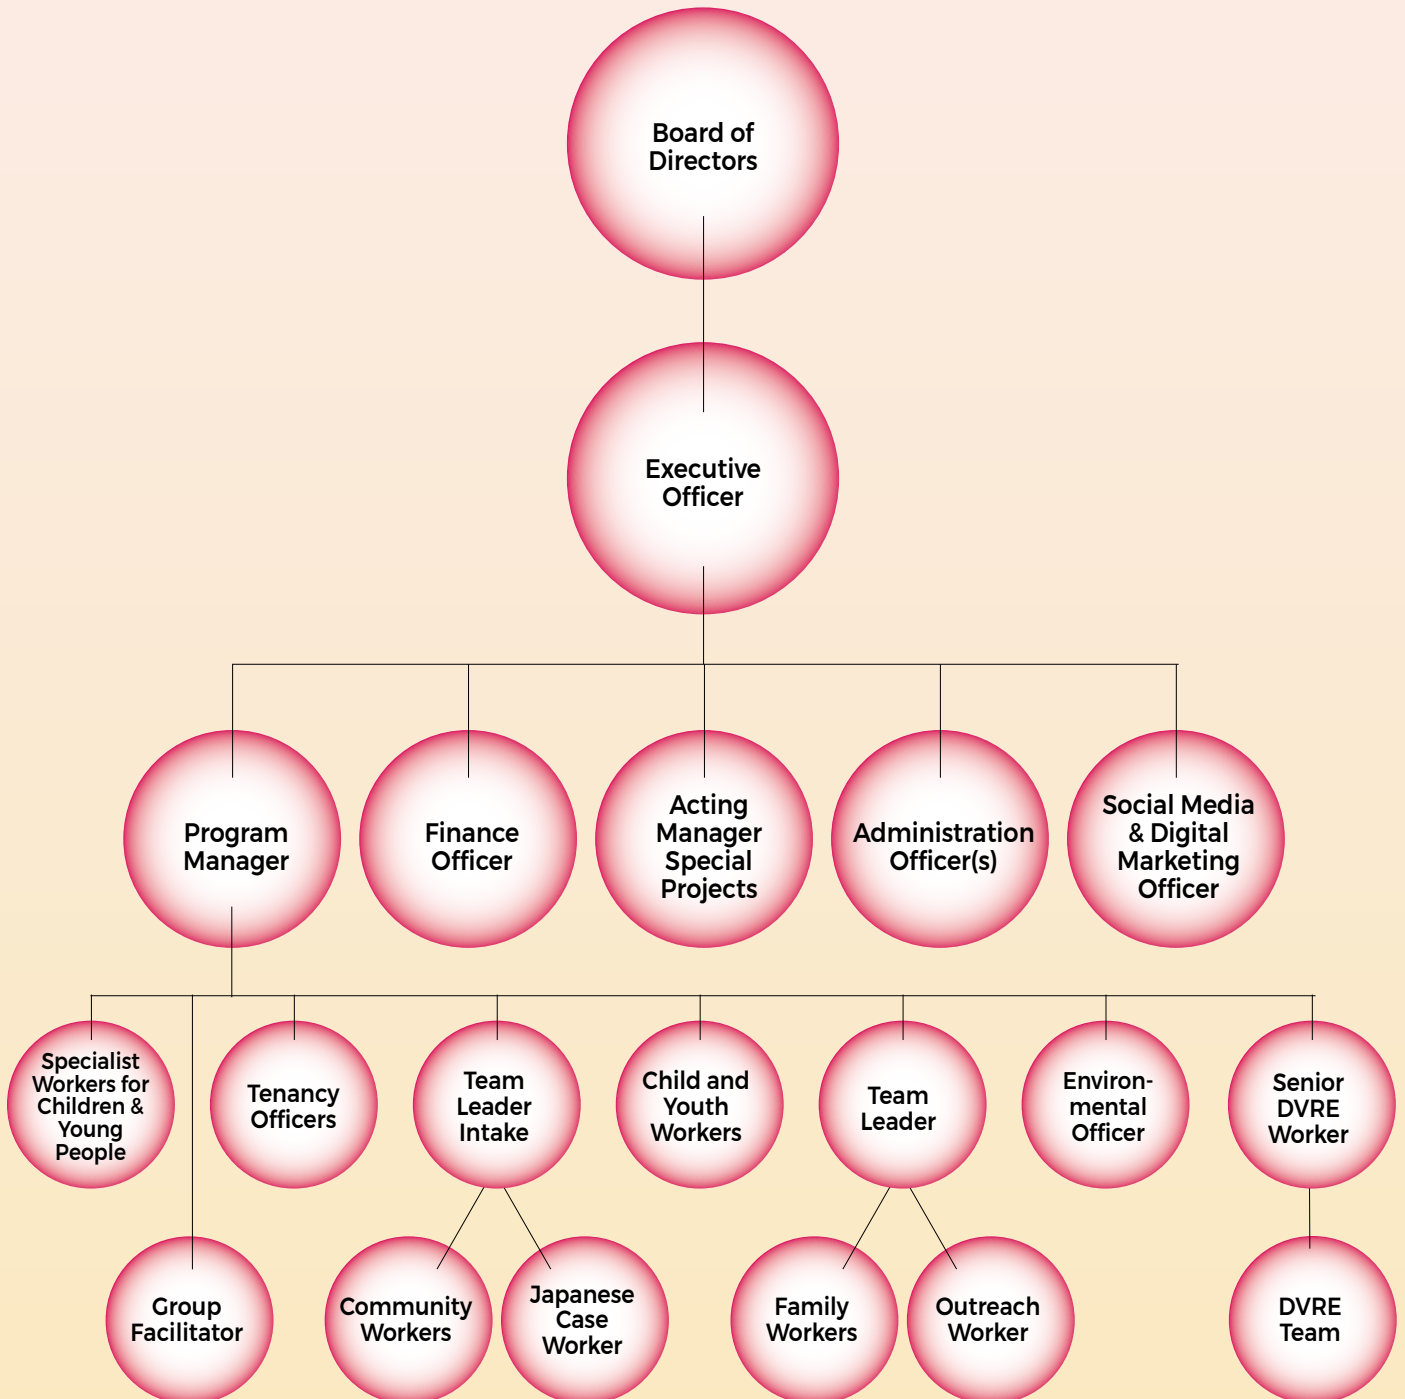 Board of
Directors
Executive
Officer
Program
Manager
Finance
Officer
Acting
Manager
Special
Projects
Administration
Officer(s)
Social Media
& Digital
Marketing
Officer
Specialist
Workers for
Children &
Young
People
Tenancy
Officers
Team
Leader
Intake
Child and
Youth
Workers
Team
Leader
Environ-
mental
Officer
Senior
DVRE
Worker
Group
Facilitator
Community
Workers
Japanese
Case
Worker
Family
Workers
Outreach
Worker
DVRE
Team